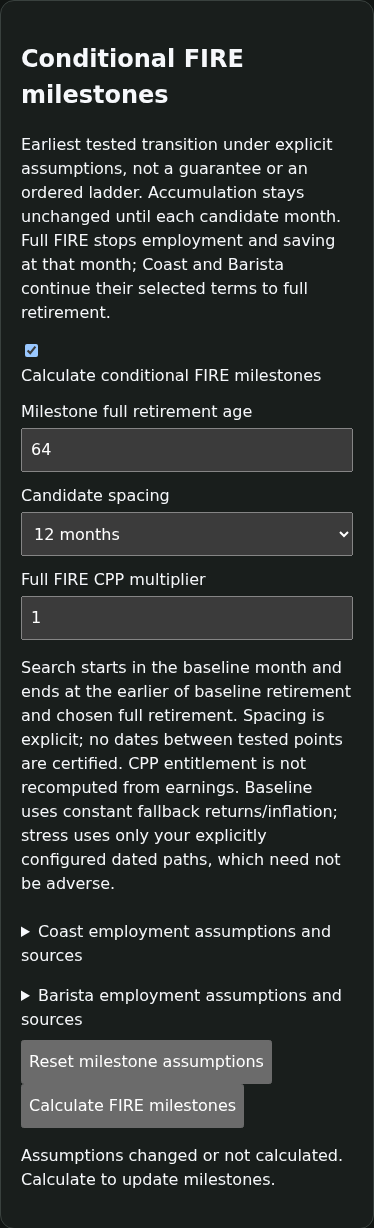 Conditional FIRE
milestones
Earliest tested transition under explicit
assumptions, not a guarantee or an
ordered ladder. Accumulation stays
unchanged until each candidate month.
Full FIRE stops employment and saving
at that month; Coast and Barista
continue their selected terms to full
retirement.
Calculate conditional FIRE milestones
Milestone full retirement age
64
Candidate spacing
12 months
Full FIRE CPP multiplier
1
Search starts in the baseline month and
ends at the earlier of baseline retirement
and chosen full retirement. Spacing is
explicit; no dates between tested points
are certified. CPP entitlement is not
recomputed from earnings. Baseline
uses constant fallback returns/inflation;
stress uses only your explicitly
configured dated paths, which need not
be adverse.
Coast employment assumptions and
sources
Barista employment assumptions and
sources
Reset milestone assumptions
Calculate FIRE milestones
Assumptions changed or not calculated.
Calculate to update milestones.